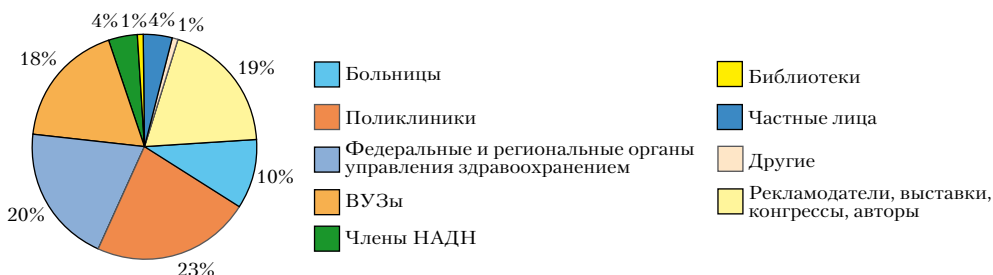 4% 1% 4% 1%
18%
19%
10%
20%
23%
Больницы
Поликлиники
Федеральные и региональные органы
управления здравоохранением
ВУЗы
Члены НАДН
Библиотеки
Частные лица
Другие
Рекламодатели, выставки,
конгрессы, авторы